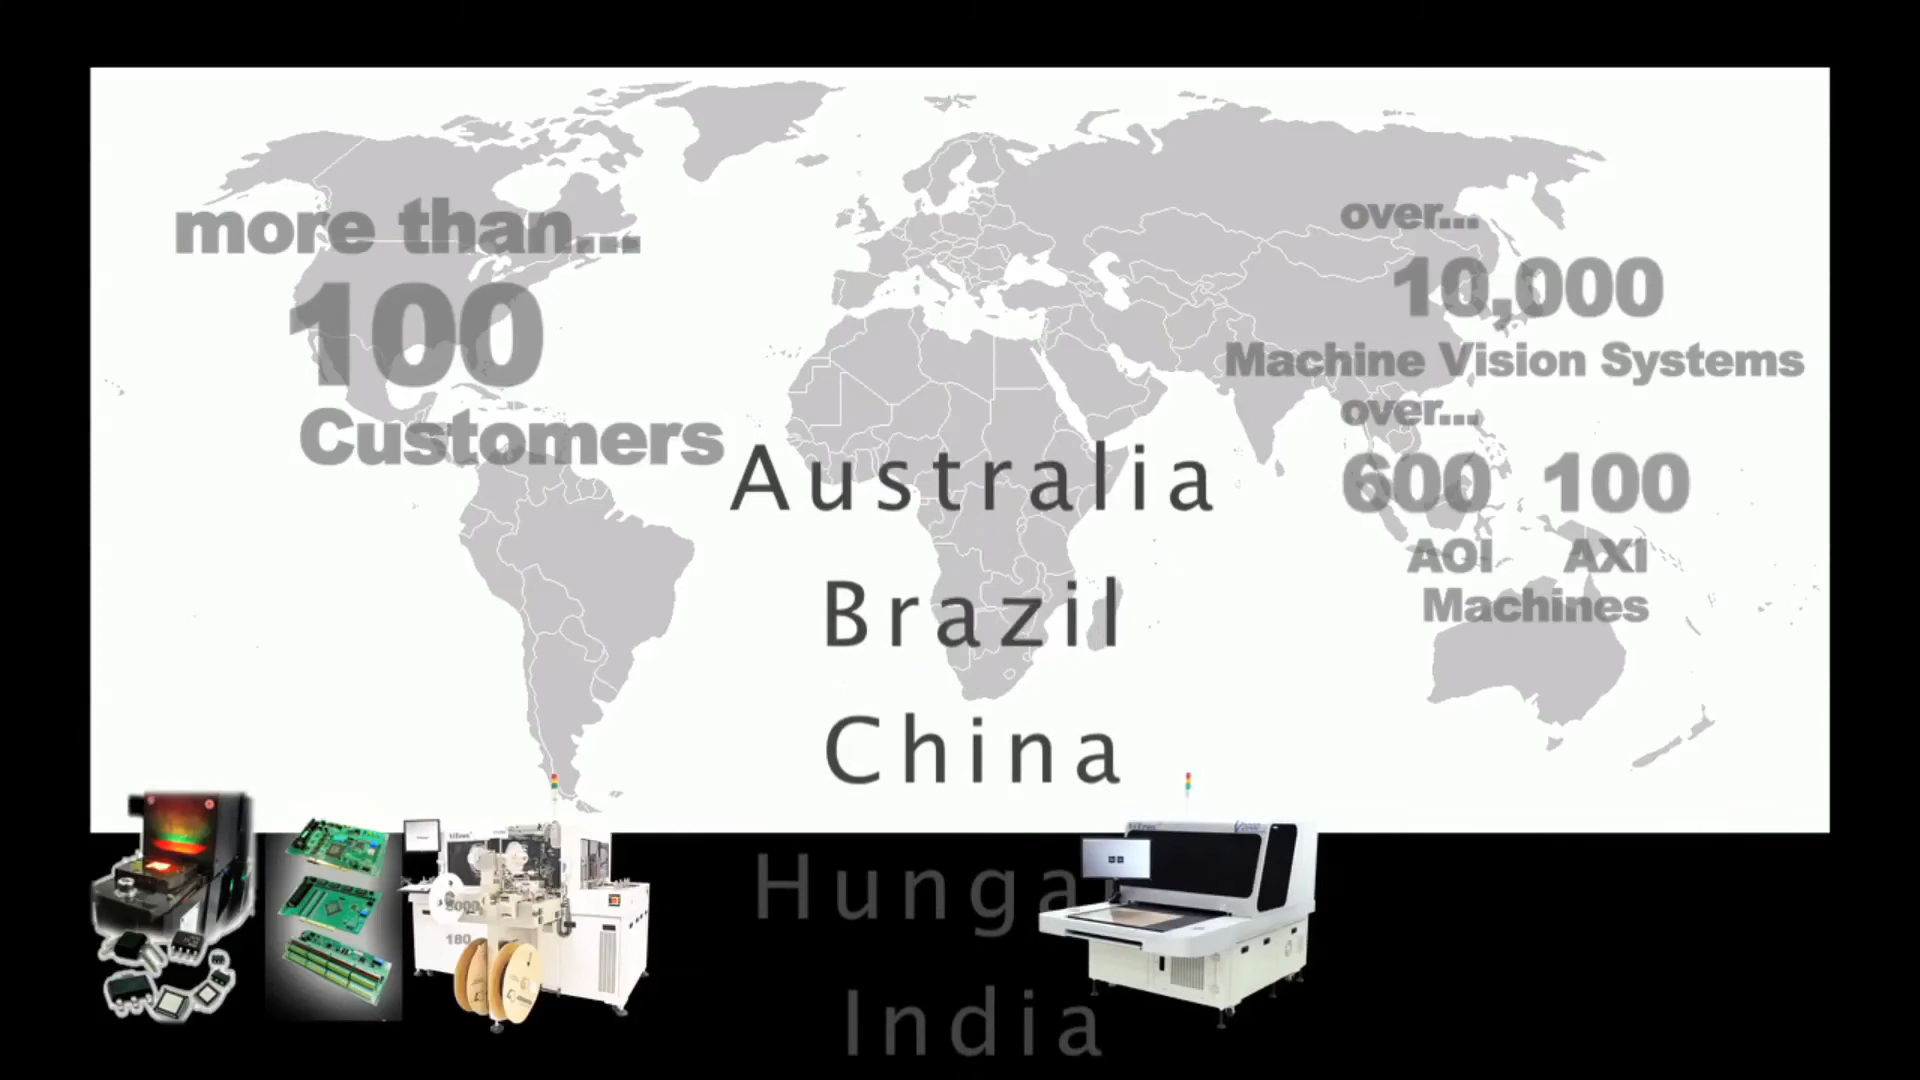 more than...
100
Customers
over...
10,000
Machine Vision Systems
over...
600 100
AOI AXI
Machines
Australia
Brazil
China
India
180